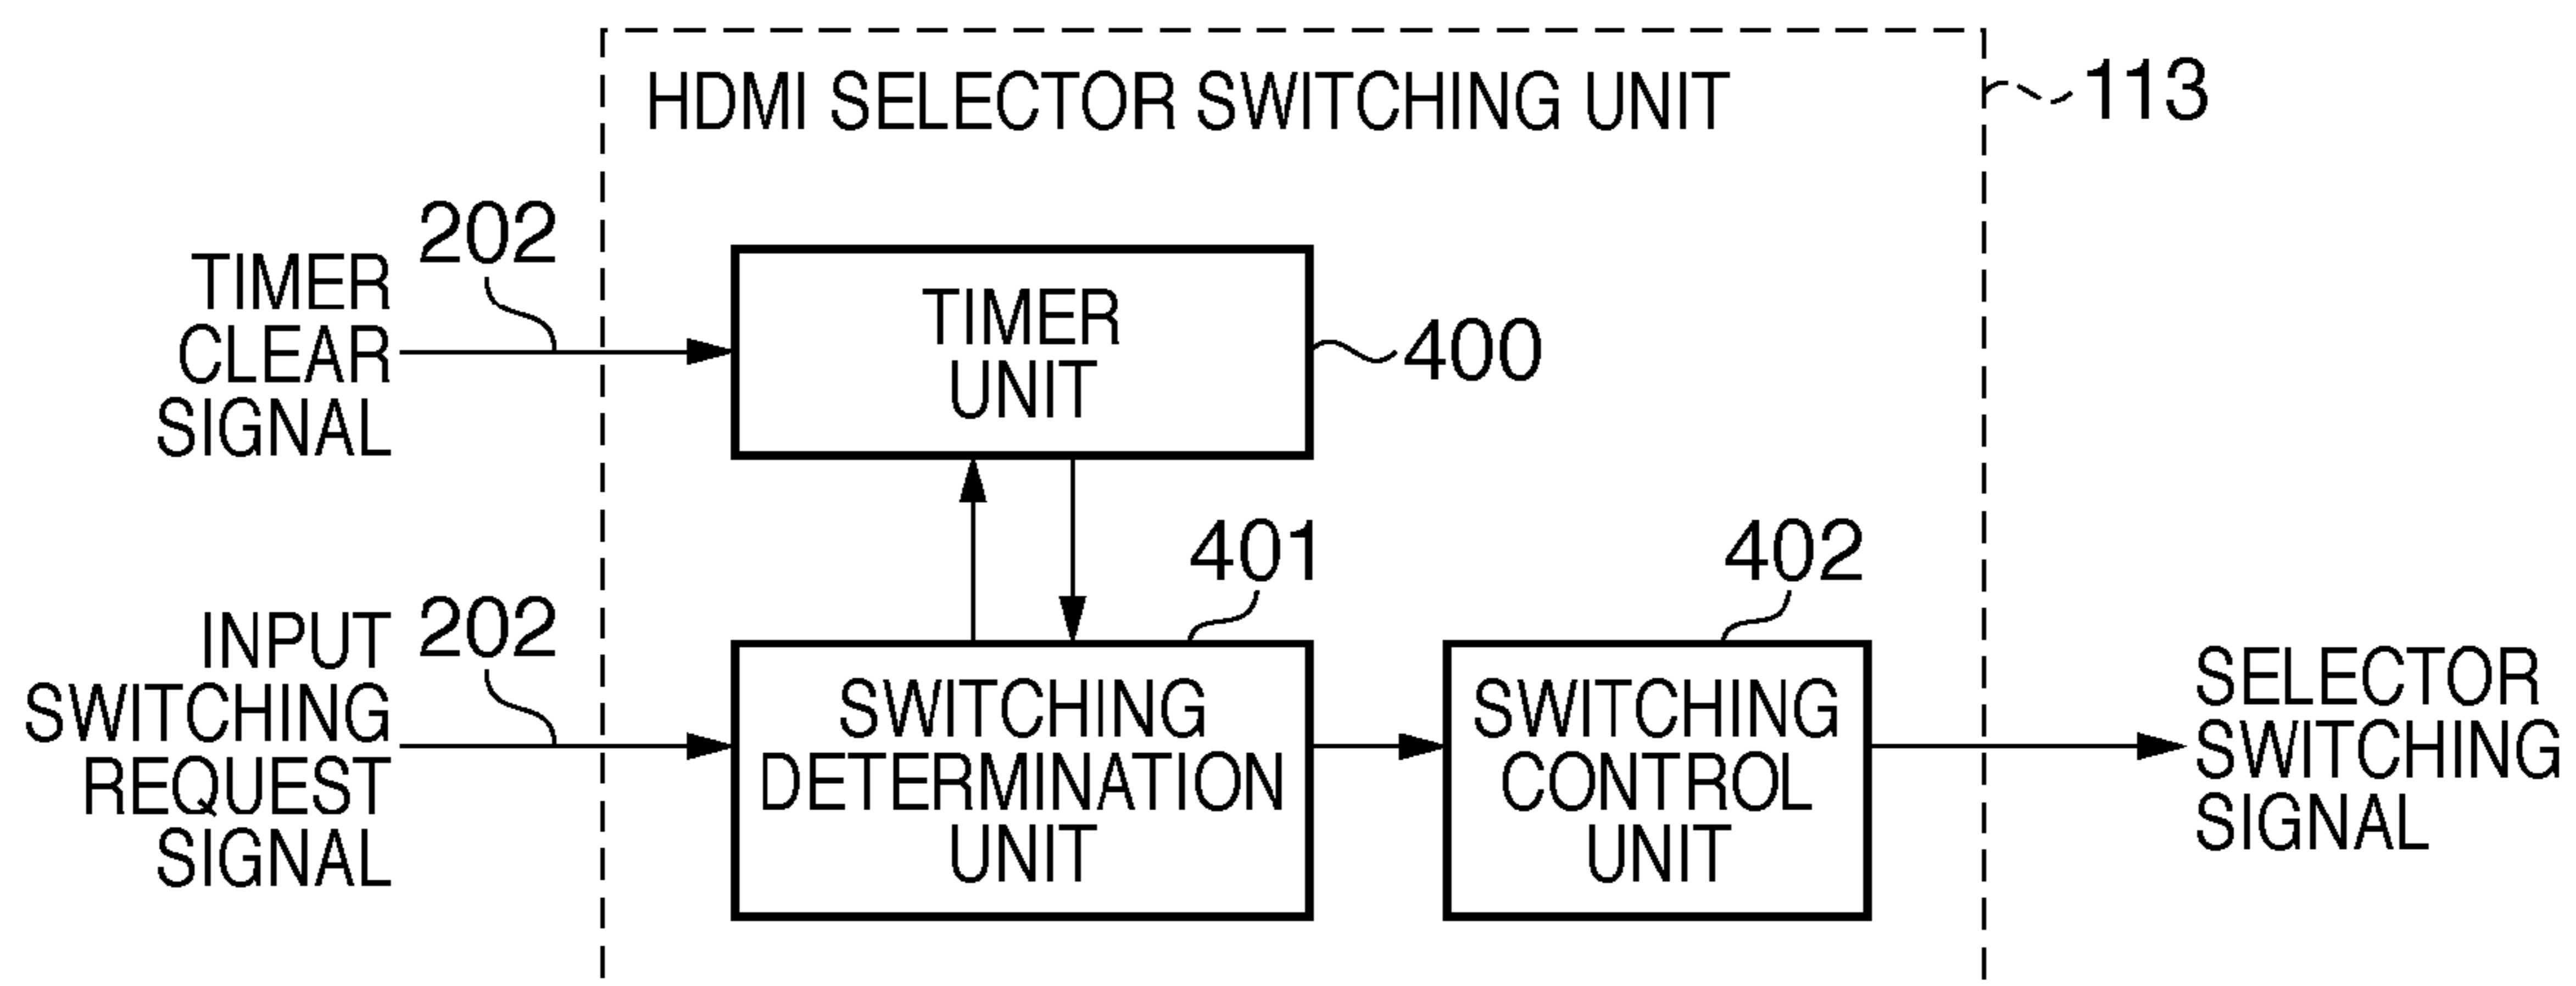 HDMI SELECTOR SWITCHING UNIT
113
202
TIMER
CLEAR
SIGNAL
TIMER
UNIT
400
401
402
202
INPUT
SWITCHING
REQUEST
SIGNAL
SWITCHING
DETERMINATION
UNIT
SWITCHING
CONTROL
UNIT
SELECTOR
SWITCHING
SIGNAL